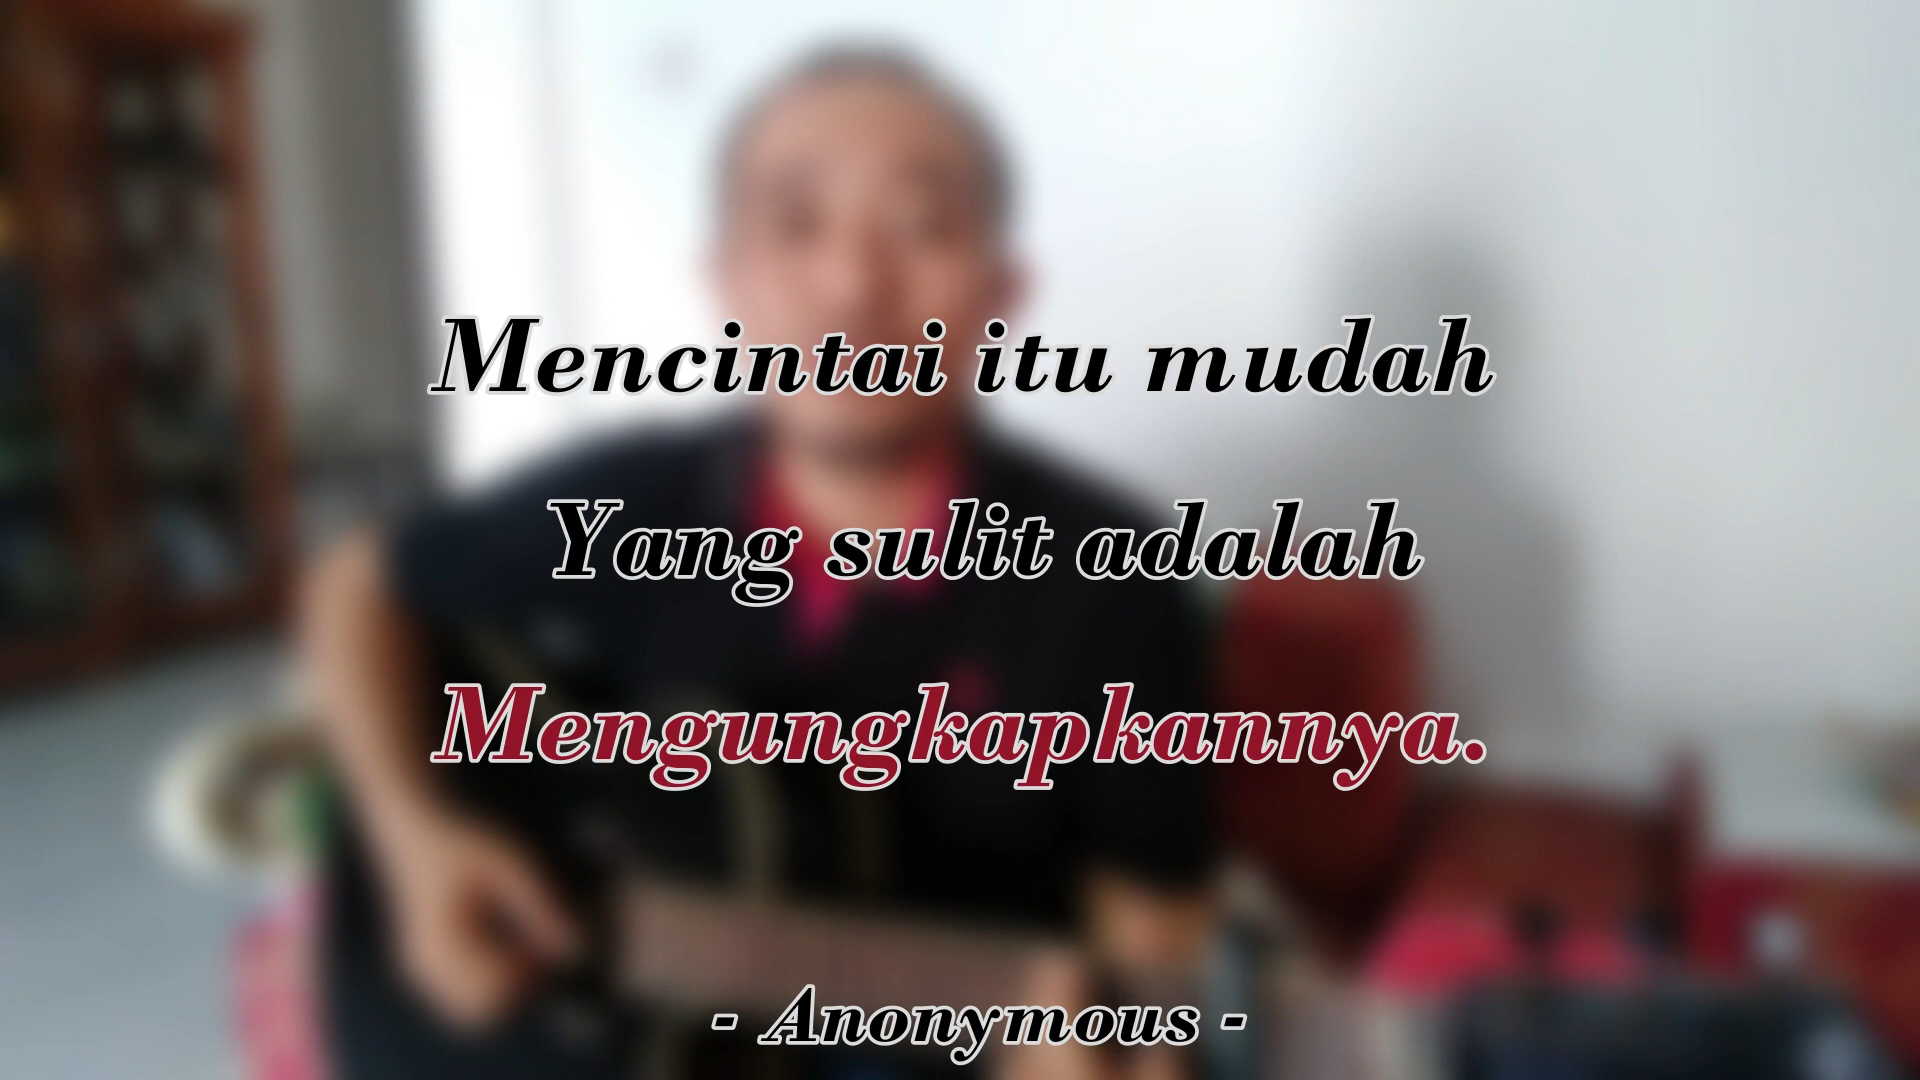 Mencintai itu mudah
Yang sulit adalah
Mengungkapkannya.
- Anonymous -